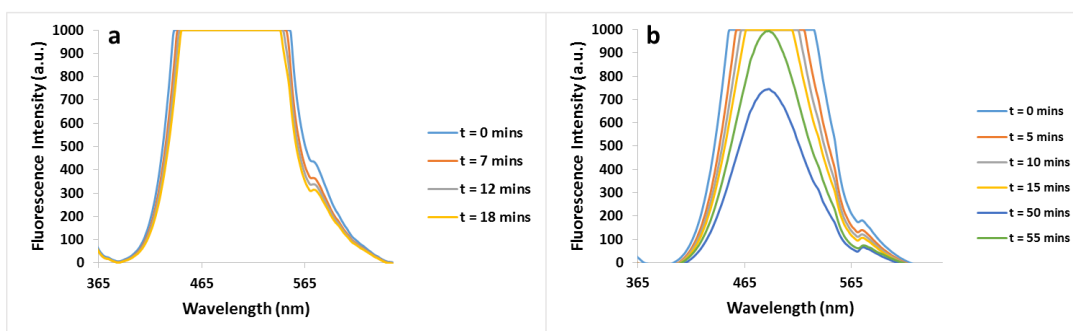 a
Fluorescence Intensity (a.u.)
1000
900
800
700
600
500
400
300
200
100
0
365
465
565
Wavelength (nm)
t = 0 mins
t = 7 mins
t = 12 mins
t = 18 mins
b
Fluorescence Intensity (a.u.)
1000
900
800
700
600
500
400
300
200
100
0
365
465
565
Wavelength (nm)
t = 0 mins
t = 5 mins
t = 10 mins
t = 15 mins
t = 50 mins
t = 55 mins